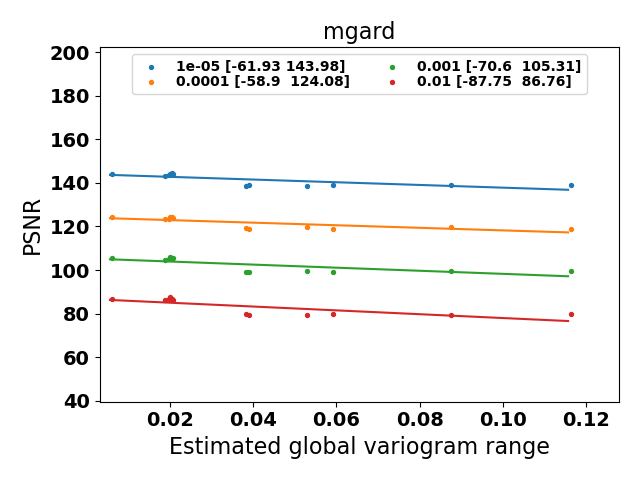 mgard
1e-05 [-61.93 143.98]
0.0001 [-58.9  124.08]
0.001 [-70.6  105.31]
0.01 [-87.75  86.76]
PSNR
200
180
160
140
120
100
80
60
40
0.02 0.04 0.06 0.08 0.10 0.12
Estimated global variogram range